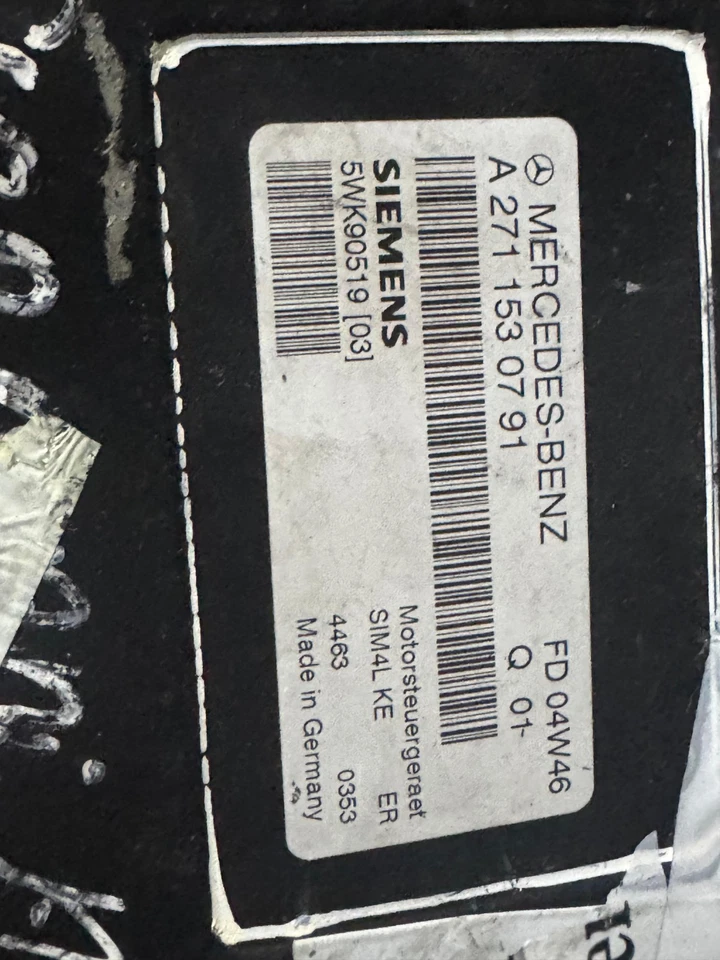 MERCEDES-BENZ FD 04W46
A 271 153 07 91 Q 01-
SIEMENS
5WK90519 [03]
Motorsteuergeraet
SIM4L KE ER
4463 0353
Made in Germany